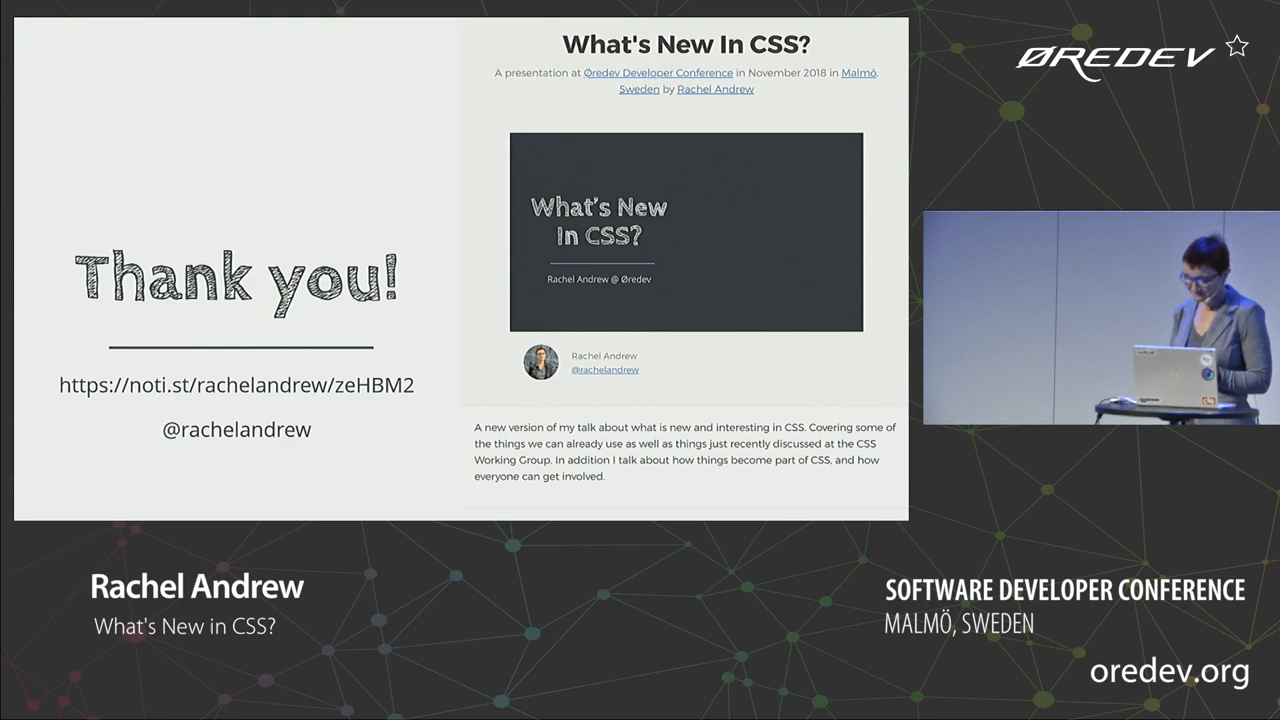 What's New In CSS?
A presentation at Øredev Developer Conference in November 2018 in Malmö,
Sweden by Rachel Andrew
What's New
In CSS?
Rachel Andrew @ Øredev
Rachel Andrew
@rachelandrew
A new version of my talk about what is new and interesting in CSS. Covering some of
the things we can already use as well as things just recently discussed at the CSS
Working Group. In addition I talk about how things become part of CSS, and how
everyone can get involved.
Thank you!
https://noti.st/rachelandrew/zeHBM2
@rachelandrew
ØREDEV
Rachel Andrew
What's New in CSS?
SOFTWARE DEVELOPER CONFERENCE
MALMÖ, SWEDEN
oredev.org